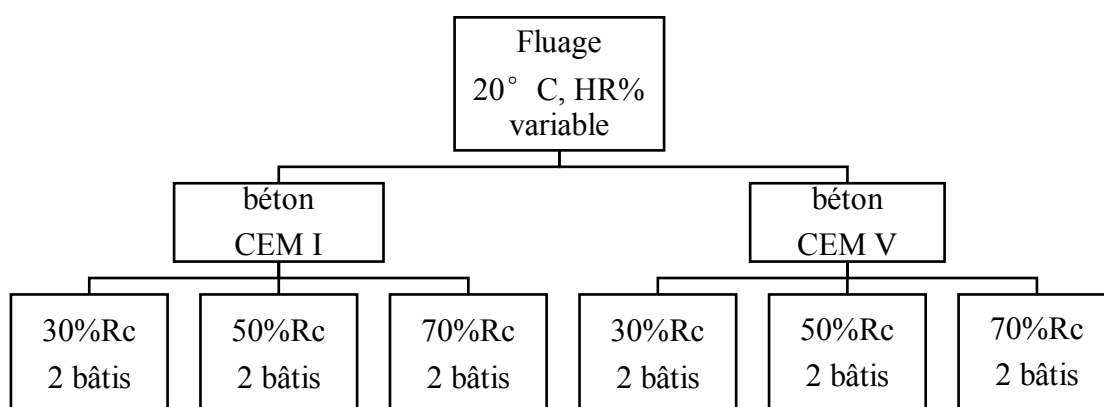 Fluage
20° C, HR%
variable
béton
CEM I
béton
CEM V
30%Rc
2 bâtis
50%Rc
2 bâtis
70%Rc
2 bâtis
30%Rc
2 bâtis
50%Rc
2 bâtis
70%Rc
2 bâtis